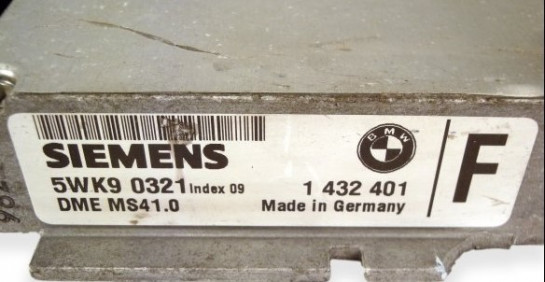 SIEMENS
BMW
F
5WK9 0321 Index 09 1 432 401
DME MS41.0 Made in Germany